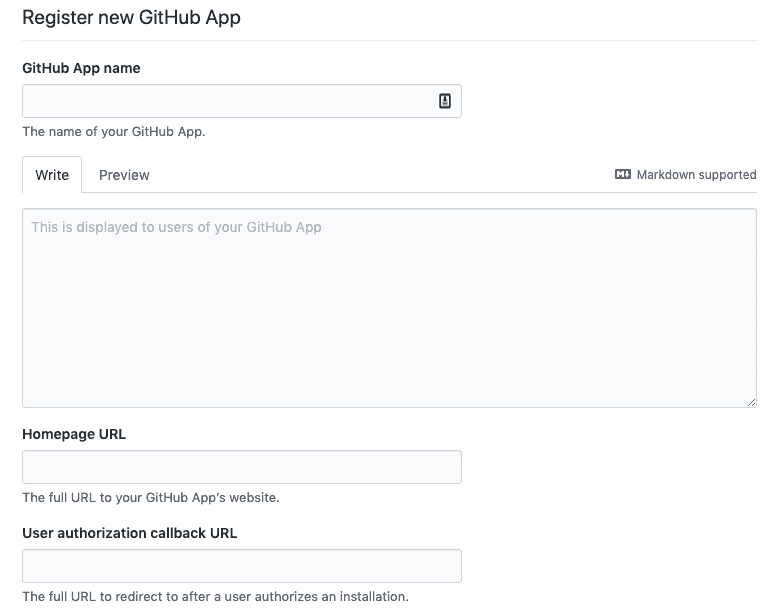 Register new GitHub App
GitHub App name
The name of your GitHub App.
Write Preview Markdown supported
This is displayed to users of your GitHub App
Homepage URL
The full URL to your GitHub App's website.
User authorization callback URL
The full URL to redirect to after a user authorizes an installation.